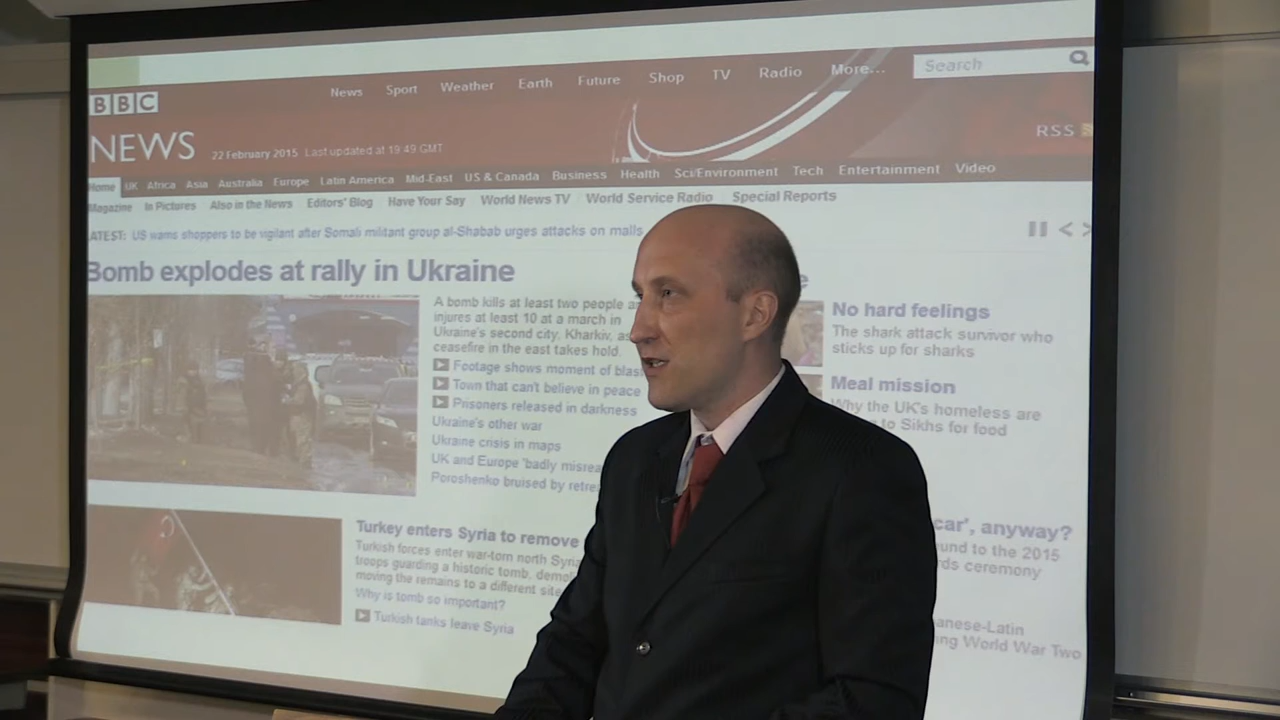 Search
News Sport Weather Earth Future Shop TV Radio More...
BBC
NEWS
22 February 2015 Last updated at 19:49 GMT
RSS
Home UK Africa Asia Australia Europe Latin America Mid-East US & Canada Business Health Sci/Environment Tech Entertainment Video
Magazine In Pictures Also in the News Editors' Blog Have Your Say World News TV World Service Radio Special Reports
ATEST: US warns shoppers to be vigilant after Somali militant group al-Shabab urges attacks on malls
Bomb explodes at rally in Ukraine
A bomb kills at least two people a
injures at least 10 at a march in
Ukraine's second city, Kharkiv, as
ceasefire in the east takes hold.
Footage shows moment of blas
Town that can't believe in peace
Prisoners released in darkness
Ukraine's other war
Ukraine crisis in maps
UK and Europe 'badly misrea
Poroshenko bruised by retre
No hard feelings
The shark attack survivor who
sticks up for sharks
Meal mission
Why the UK's homeless are
to Sikhs for food
Turkey enters Syria to remove
Turkish forces enter war-torn north Syri
troops guarding a historic tomb, demol
moving the remains to a different site
Why is tomb so important?
Turkish tanks leave Syria
car', anyway?
und to the 2015
rds ceremony
anese-Latin
ng World War Two